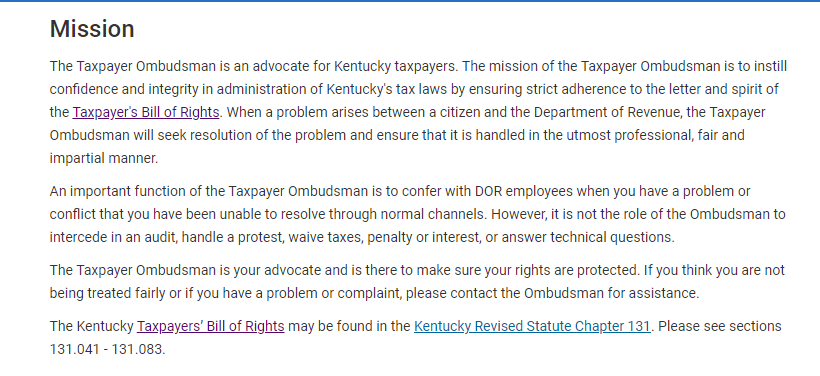 Mission
The Taxpayer Ombudsman is an advocate for Kentucky taxpayers. The mission of the Taxpayer Ombudsman is to instill
confidence and integrity in administration of Kentucky's tax laws by ensuring strict adherence to the letter and spirit of
the Taxpayer's Bill of Rights. When a problem arises between a citizen and the Department of Revenue, the Taxpayer
Ombudsman will seek resolution of the problem and ensure that it is handled in the utmost professional, fair and
impartial manner.
An important function of the Taxpayer Ombudsman is to confer with DOR employees when you have a problem or
conflict that you have been unable to resolve through normal channels. However, it is not the role of the Ombudsman to
intercede in an audit, handle a protest, waive taxes, penalty or interest, or answer technical questions.
The Taxpayer Ombudsman is your advocate and is there to make sure your rights are protected. If you think you are not
being treated fairly or if you have a problem or complaint, please contact the Ombudsman for assistance.
The Kentucky Taxpayers’ Bill of Rights may be found in the Kentucky Revised Statute Chapter 131. Please see sections
131.041 - 131.083.